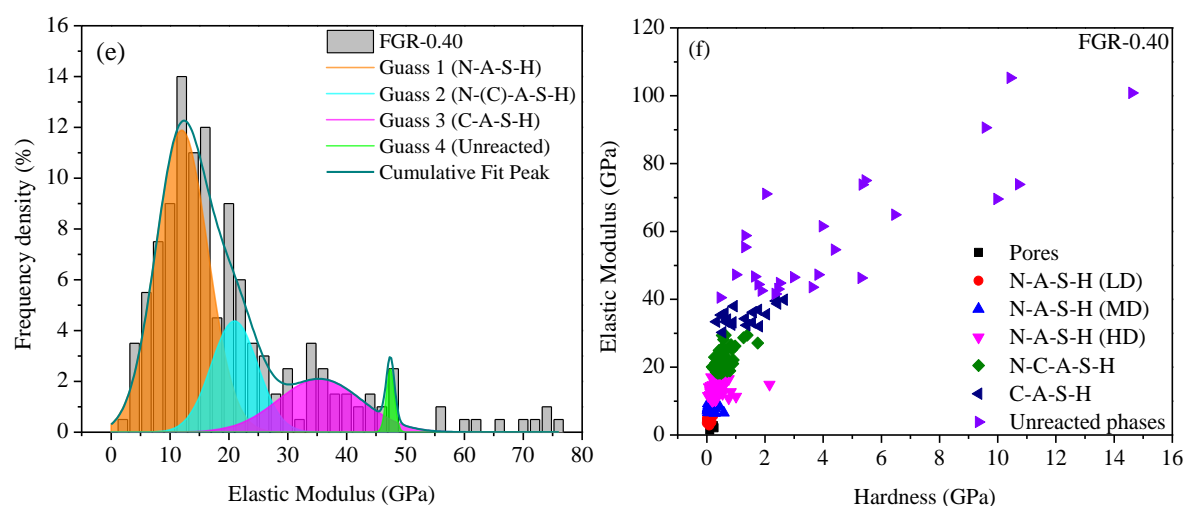 (e)
FGR-0.40
Guass 1 (N-A-S-H)
Guass 2 (N-(C)-A-S-H)
Guass 3 (C-A-S-H)
Guass 4 (Unreacted)
Cumulative Fit Peak
16
14
12
10
8
6
4
2
0
Frequency density (%)
0 10 20 30 40 50 60 70 80
Elastic Modulus (GPa)
(f)
FGR-0.40
120
100
80
60
40
20
0
Elastic Modulus (GPa)
Pores
N-A-S-H (LD)
N-A-S-H (MD)
N-A-S-H (HD)
N-C-A-S-H
C-A-S-H
Unreacted phases
0 2 4 6 8 10 12 14 16
Hardness (GPa)